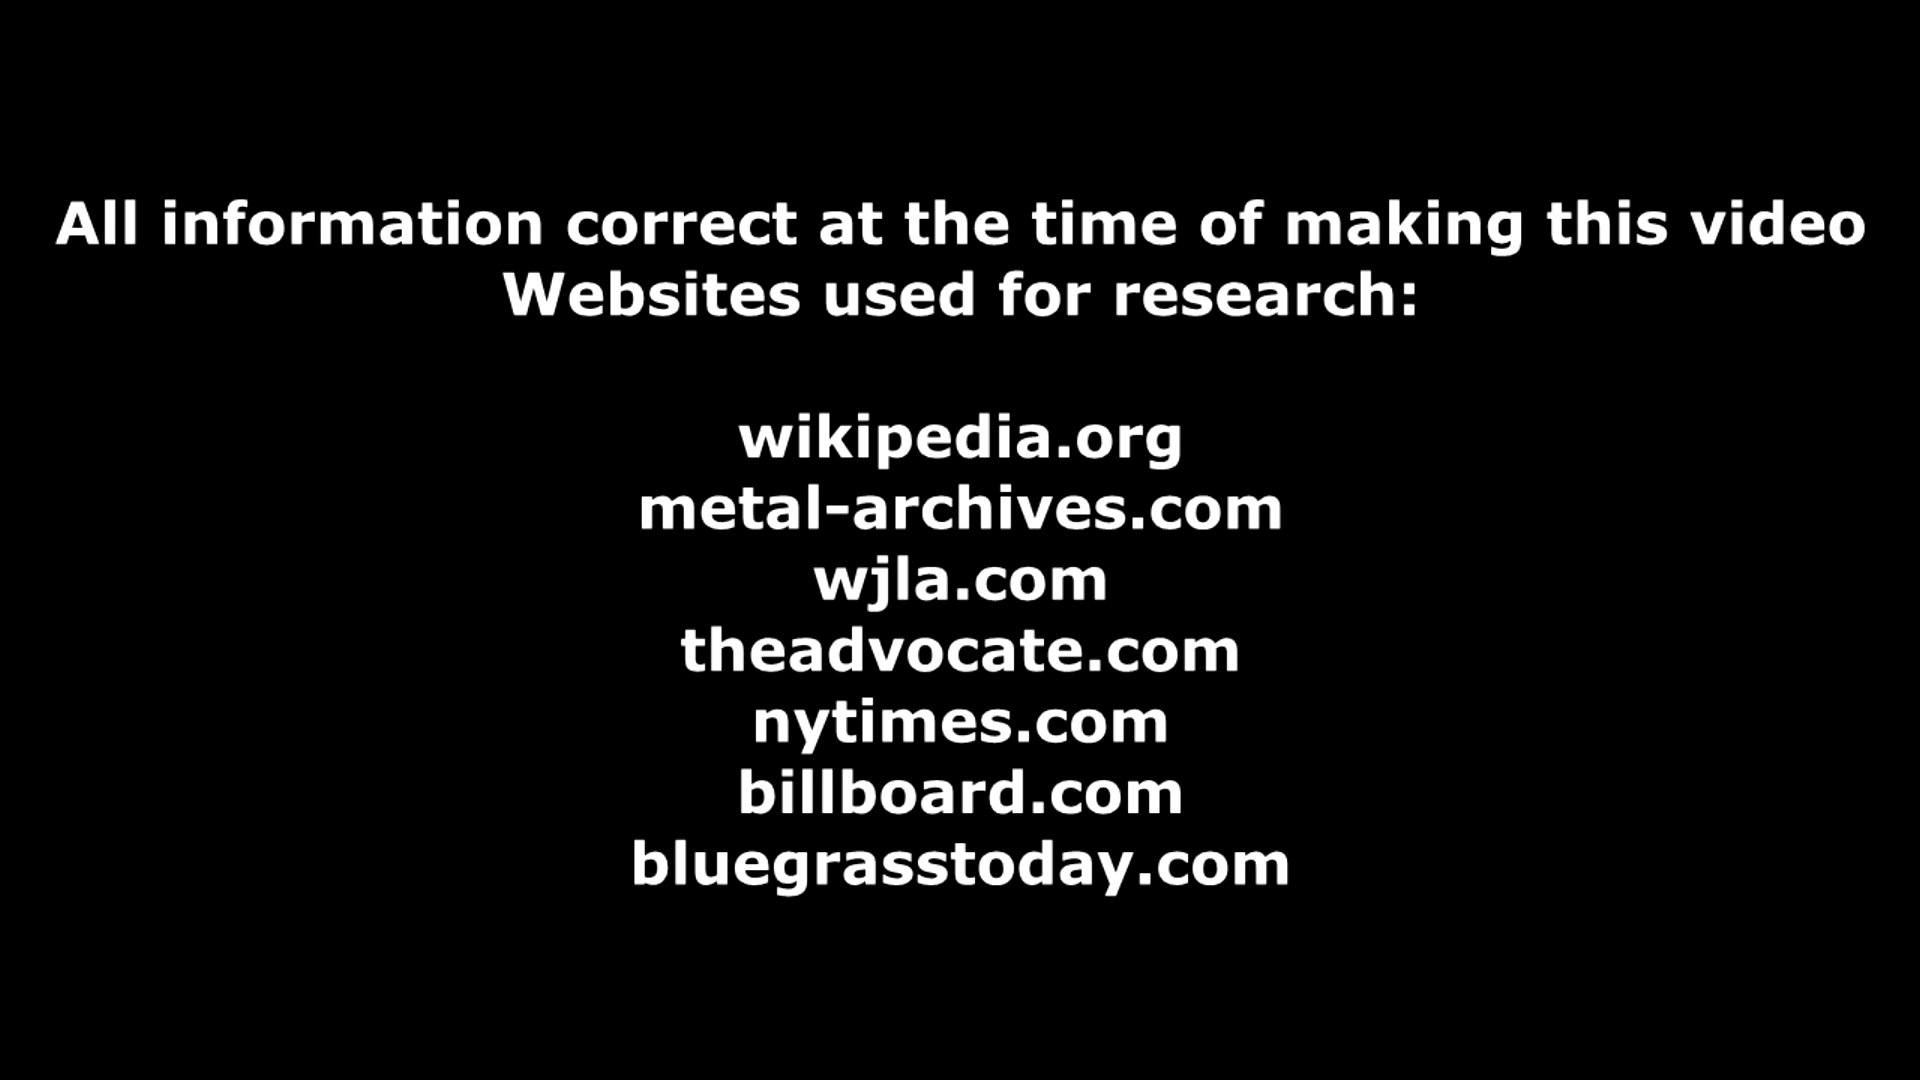 All information correct at the time of making this video
Websites used for research:
wikipedia.org
metal-archives.com
wjla.com
theadvocate.com
nytimes.com
billboard.com
bluegrasstoday.com